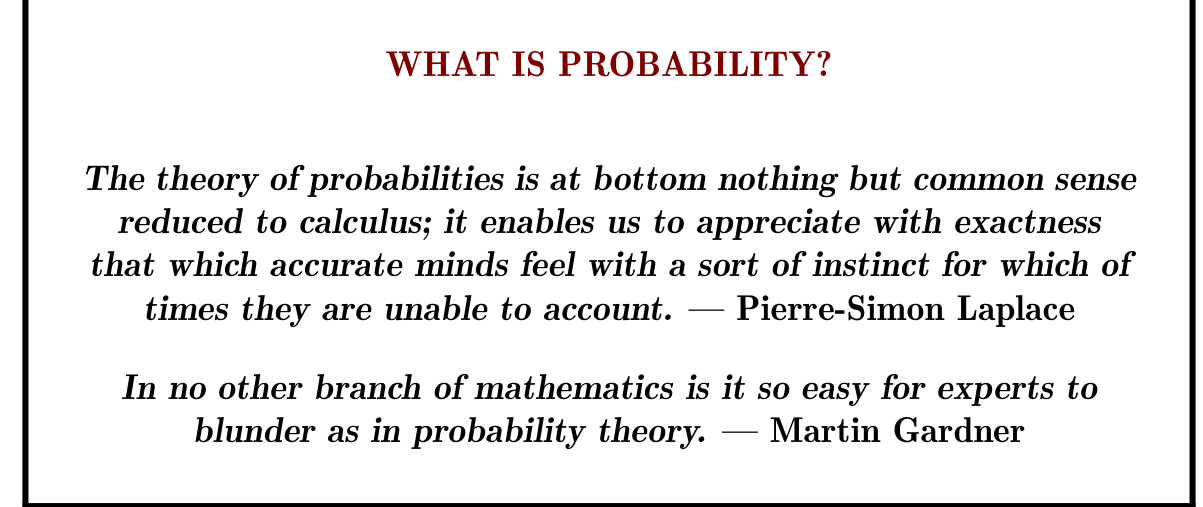 WHAT IS PROBABILITY?
The theory of probabilities is at bottom nothing but common sense
reduced to calculus; it enables us to appreciate with exactness
that which accurate minds feel with a sort of instinct for which of
times they are unable to account. — Pierre-Simon Laplace
In no other branch of mathematics is it so easy for experts to
blunder as in probability theory. — Martin Gardner